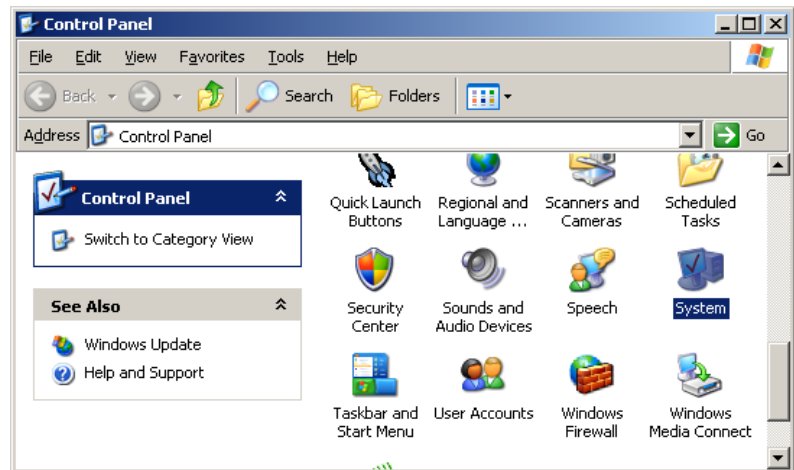 Control Panel
File Edit View Favorites Tools Help
Back Search Folders
Address Control Panel Go
Control Panel
Switch to Category View
See Also
Windows Update
Help and Support
Quick Launch Buttons
Regional and Language ...
Scanners and Cameras
Scheduled Tasks
Security Center
Sounds and Audio Devices
Speech
System
Taskbar and Start Menu
User Accounts
Windows Firewall
Windows Media Connect